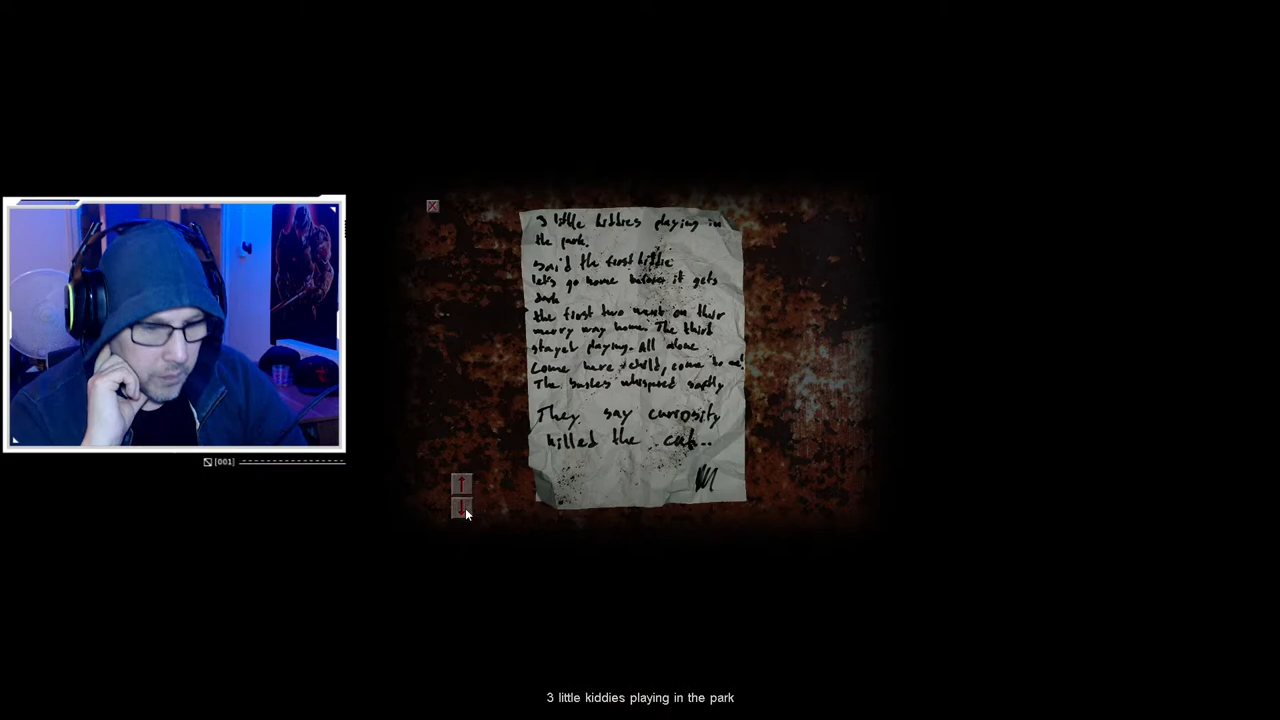 3 little kiddies playing in
the park.
said the first kiddie
let's go home before it gets
dark
the first two went on their
merry way home. The third
stayed playing. All alone
Come here child, come to me!
The bushes whispered softly
They say curiosity
killed the cat...
[001]
3 little kiddies playing in the park